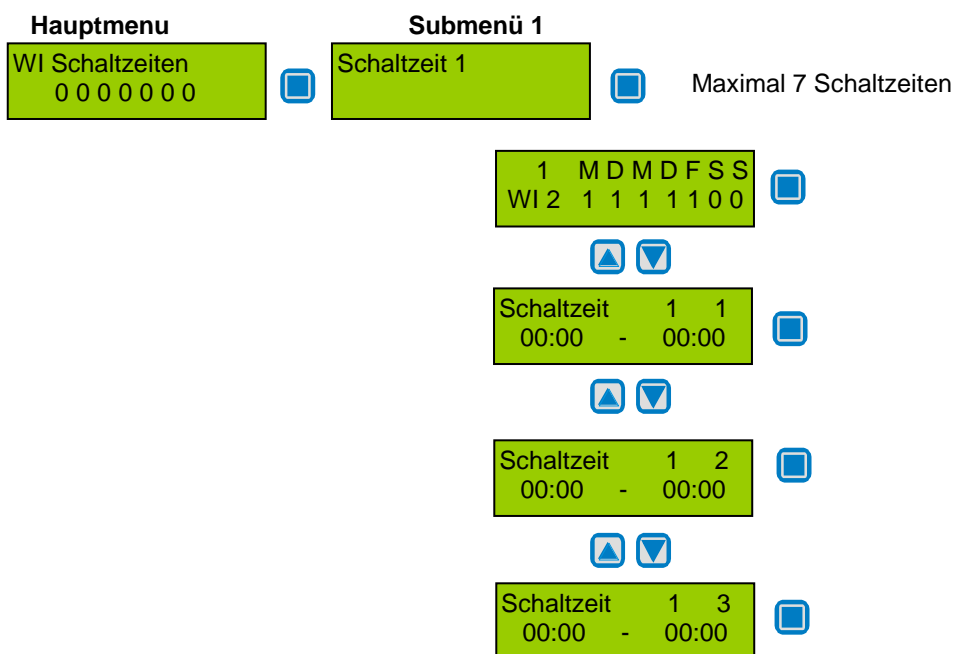 Hauptmenu
Submenü 1
WI Schaltzeiten
0 0 0 0 0 0 0
Schaltzeit 1
Maximal 7 Schaltzeiten
1 M D M D F S S
WI 2 1 1 1 1 1 0 0
Schaltzeit 1 1
00:00 - 00:00
Schaltzeit 1 2
00:00 - 00:00
Schaltzeit 1 3
00:00 - 00:00